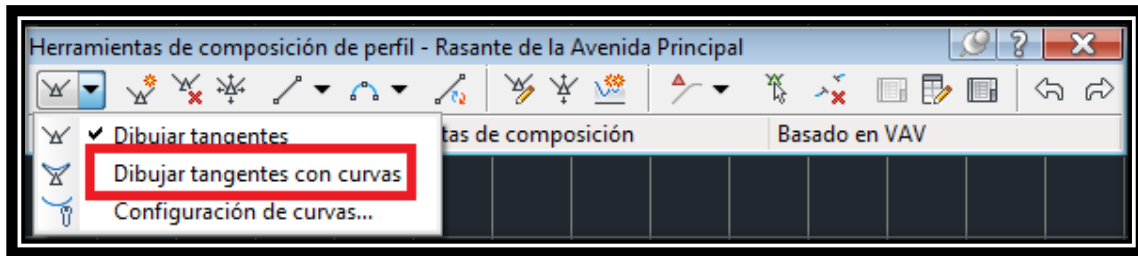 Herramientas de composición de perfil - Rasante de la Avenida Principal
Dibujar tangentes
tas de composición
Basado en VAV
Dibujar tangentes con curvas
Configuración de curvas...